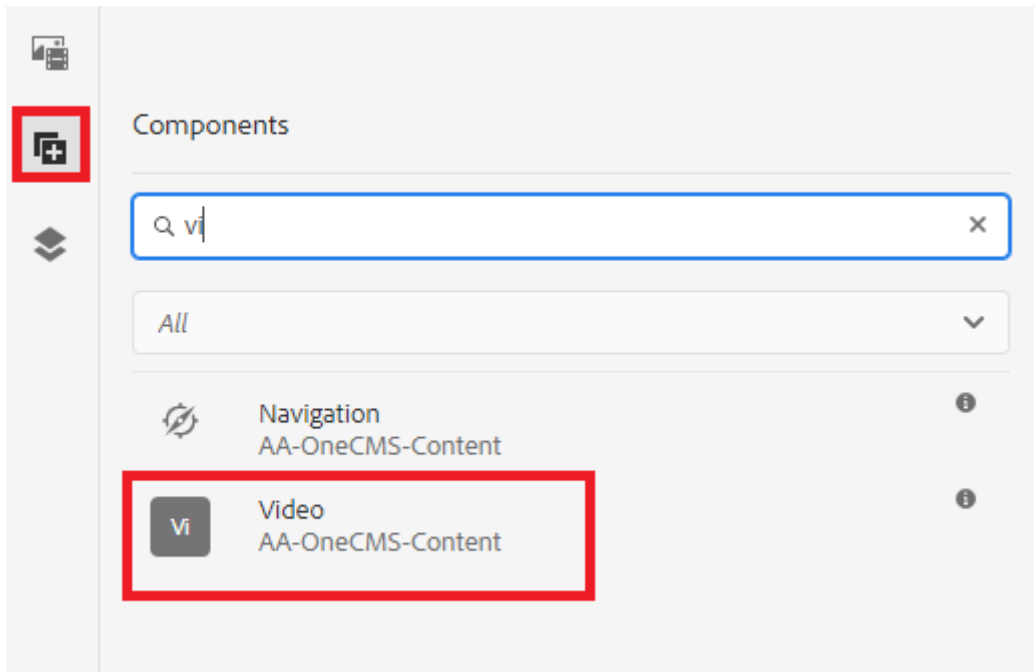 Components
vi
All
Navigation
AA-OneCMS-Content
Vi
Video
AA-OneCMS-Content